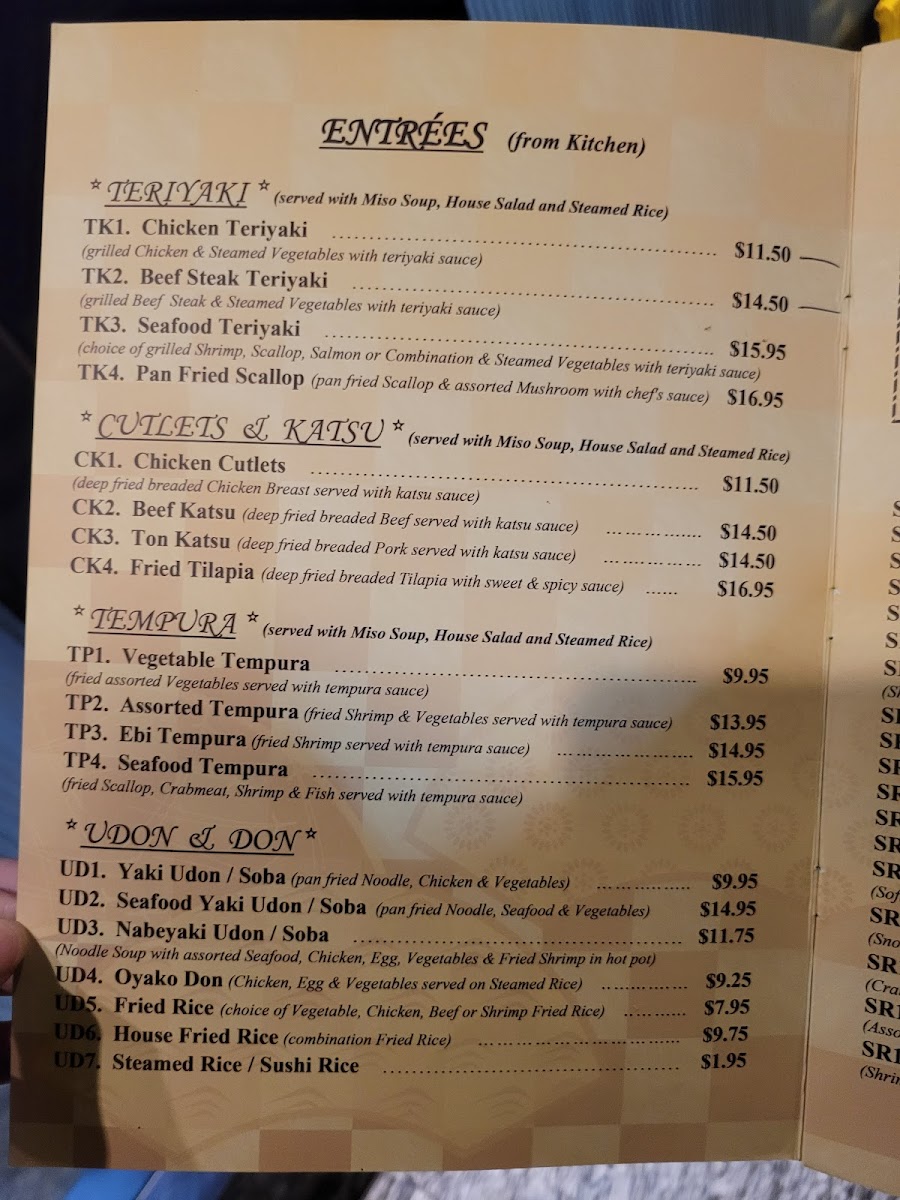 ENTRÉES (from Kitchen)
☆ TERIYAKI ☆ (served with Miso Soup, House Salad and Steamed Rice)
TK1. Chicken Teriyaki ........ $11.50
(grilled Chicken & Steamed Vegetables with teriyaki sauce)
TK2. Beef Steak Teriyaki ........ $14.50
(grilled Beef Steak & Steamed Vegetables with teriyaki sauce)
TK3. Seafood Teriyaki ........ $15.95
(choice of grilled Shrimp, Scallop, Salmon or Combination & Steamed Vegetables with teriyaki sauce)
TK4. Pan Fried Scallop (pan fried Scallop & assorted Mushroom with chef's sauce) $16.95
☆ CUTLETS & KATSU ☆ (served with Miso Soup, House Salad and Steamed Rice)
CK1. Chicken Cutlets ........ $11.50
(deep fried breaded Chicken Breast served with katsu sauce)
CK2. Beef Katsu (deep fried breaded Beef served with katsu sauce) ........ $14.50
CK3. Ton Katsu (deep fried breaded Pork served with katsu sauce) ........ $14.50
CK4. Fried Tilapia (deep fried breaded Tilapia with sweet & spicy sauce) ...... $16.95
☆ TEMPURA ☆ (served with Miso Soup, House Salad and Steamed Rice)
TP1. Vegetable Tempura ........ $9.95
(fried assorted Vegetables served with tempura sauce)
TP2. Assorted Tempura (fried Shrimp & Vegetables served with tempura sauce) $13.95
TP3. Ebi Tempura (fried Shrimp served with tempura sauce) ........ $14.95
TP4. Seafood Tempura ........ $15.95
(fried Scallop, Crabmeat, Shrimp & Fish served with tempura sauce)
☆ UDON & DON ☆
UD1. Yaki Udon / Soba (pan fried Noodle, Chicken & Vegetables) ........ $9.95
UD2. Seafood Yaki Udon / Soba (pan fried Noodle, Seafood & Vegetables) $14.95
UD3. Nabeyaki Udon / Soba ........ $11.75
(Noodle Soup with assorted Seafood, Chicken, Egg, Vegetables & Fried Shrimp in hot pot)
UD4. Oyako Don (Chicken, Egg & Vegetables served on Steamed Rice) ........ $9.25
UD5. Fried Rice (choice of Vegetable, Chicken, Beef or Shrimp Fried Rice) ........ $7.95
UD6. House Fried Rice (combination Fried Rice) ........ $9.75
UD7. Steamed Rice / Sushi Rice ........ $1.95